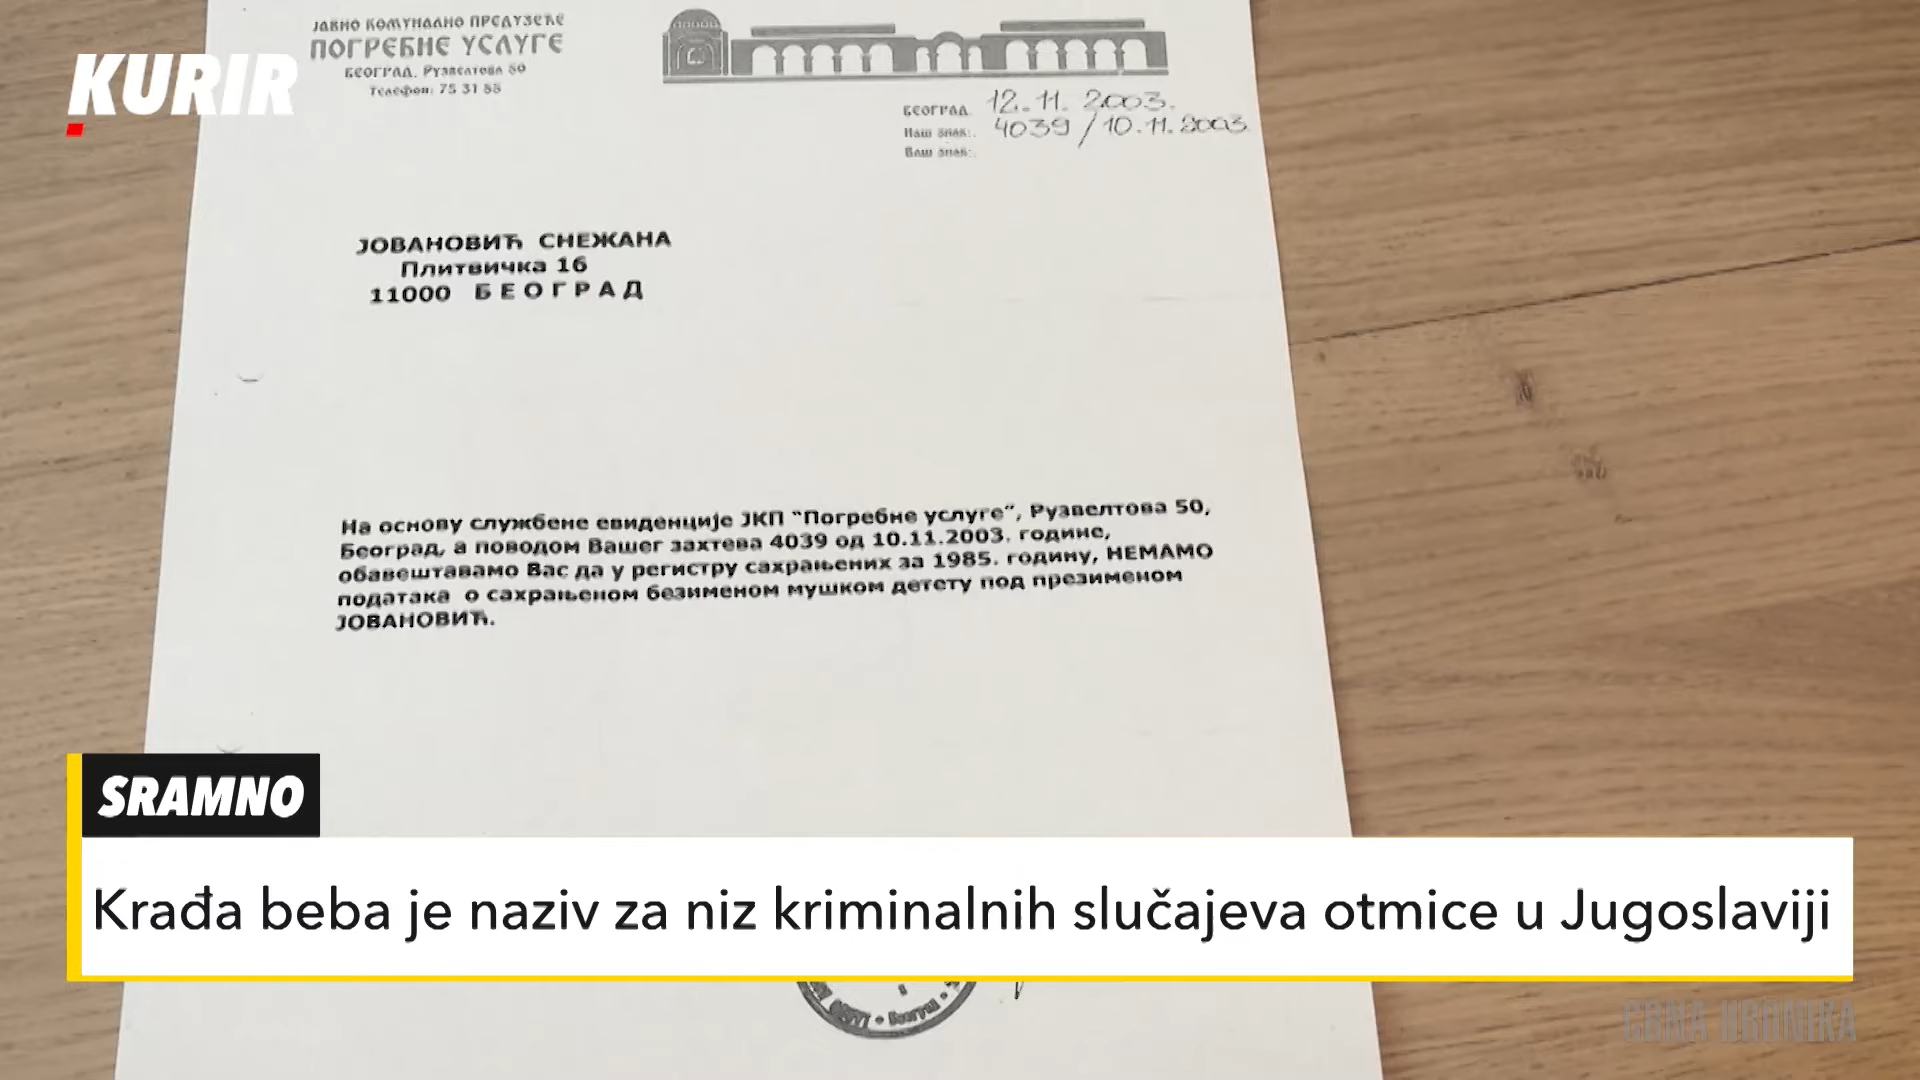 ЈАВНО КОМУНАЛНО ПРЕДУЗЕЋЕ
ПОГРЕБНЕ УСЛУГЕ
БЕОГРАД, Рузвелтова 50
Телефон: 75 31 88
KURIR
БЕОГРАД. 12.11.2003.
Наш знак: 4039/10.11.2003.
Ваш знак:
ЈОВАНОВИЋ СНЕЖАНА
Плитвичка 16
11000 БЕОГРАД
На основу службене евиденције ЈКП "Погребне услуге", Рузвелтова 50,
Београд, а поводом Вашег захтева 4039 од 10.11.2003. године,
обавештавамо Вас да у регистру сахрањених за 1985. годину, НЕМАМО
података о сахрањеном безименом мушком детету под презименом
ЈОВАНОВИЋ.
SRAMNO
Krađa beba je naziv za niz kriminalnih slučajeva otmice u Jugoslaviji
Београд
CRNA HRONIKA